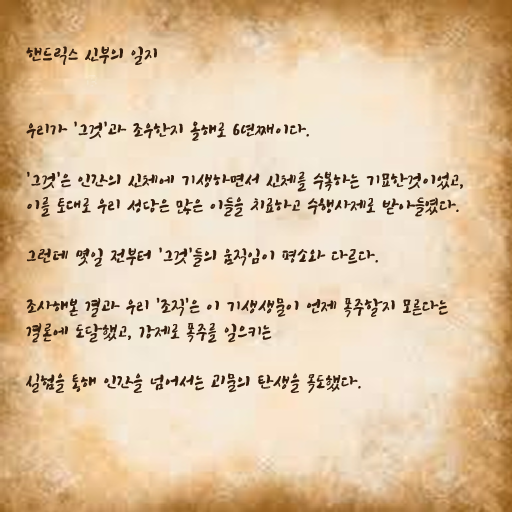 핸드릭스 신부의 일지
우리가 '그것'과 조우한지 올해로 6년째이다.
'그것'은 인간의 신체에 기생하면서 신체를 수복하는 기묘한것이었고,
이를 토대로 우리 성당은 많은 이들을 치료하고 수행사제로 받아들였다.
그런데 몇일 전부터 '그것'들의 움직임이 평소와 다르다.
조사해본 결과 우리 '조직'은 이 기생생물이 언제 폭주할지 모른다는
결론에 도달했고, 강제로 폭주를 일으키는
실험을 통해 인간을 넘어서는 괴물의 탄생을 목도했다.